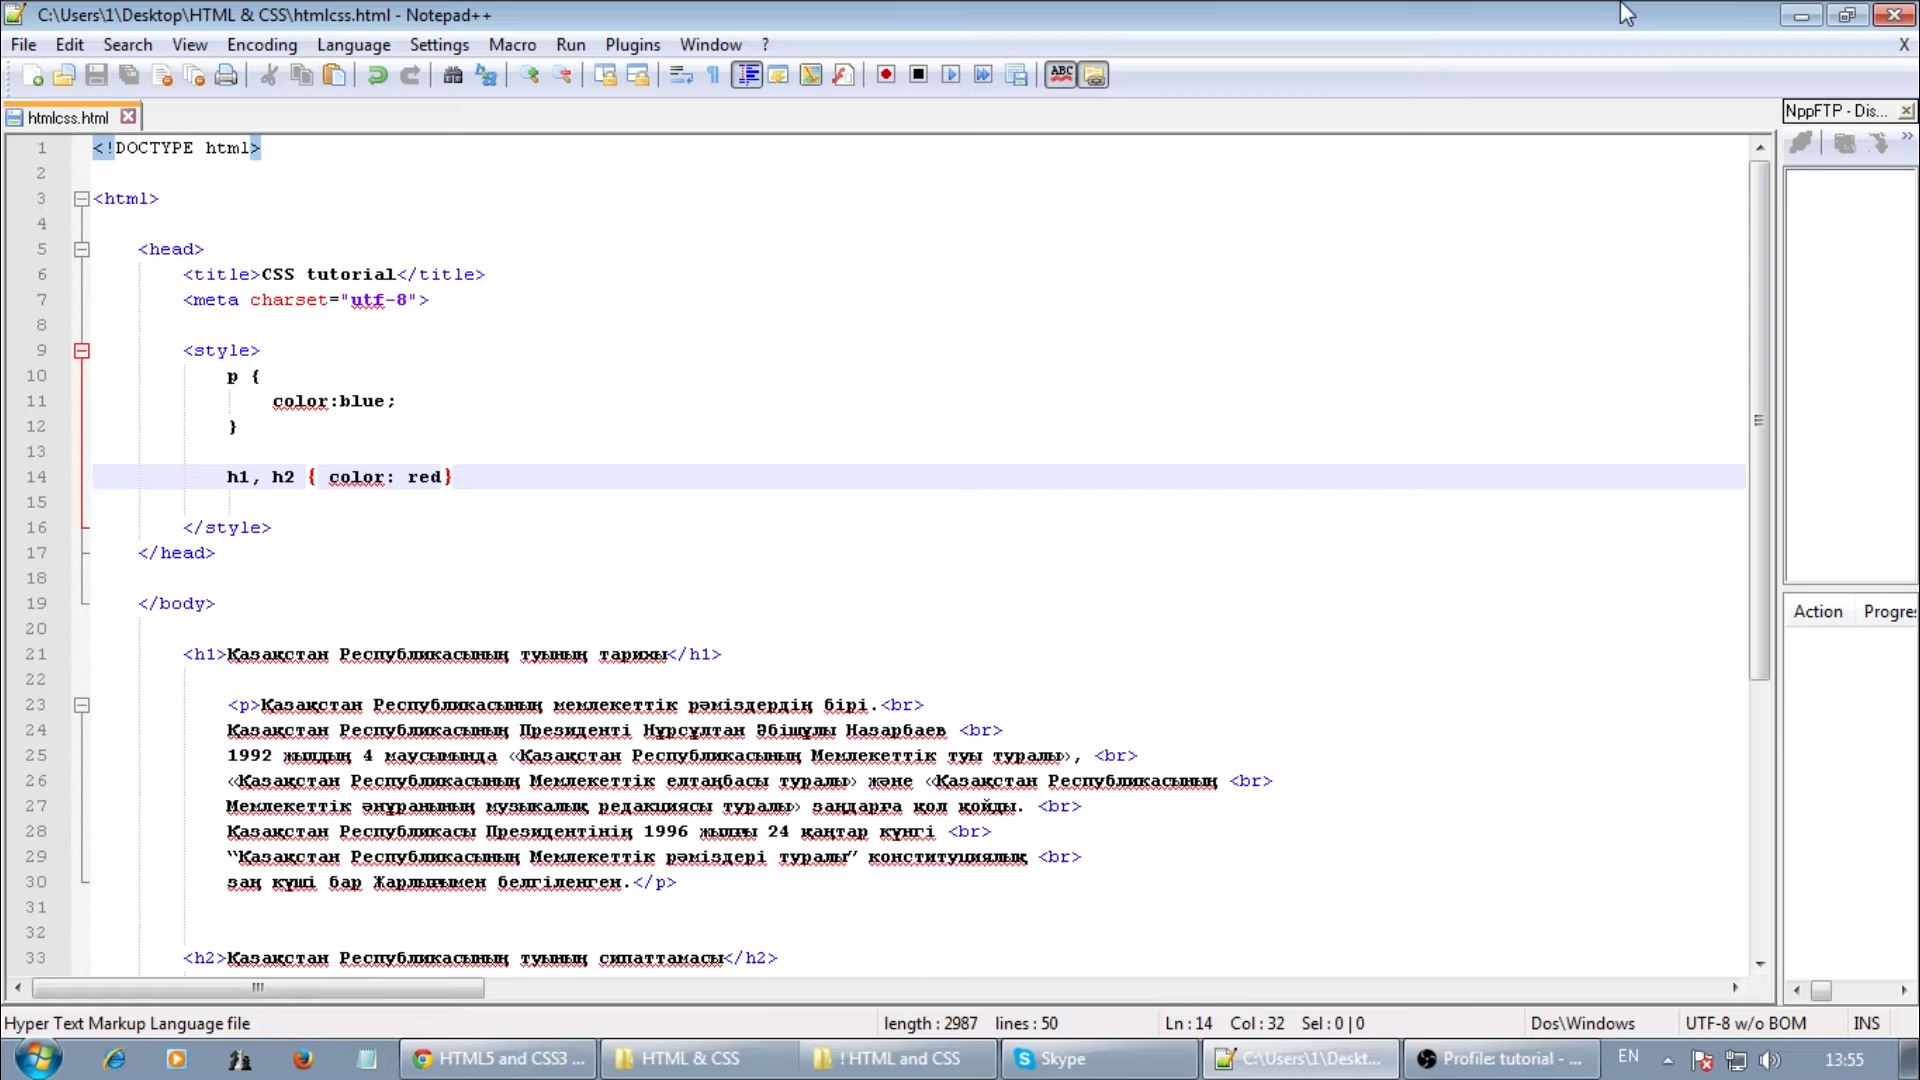 C:\Users\1\Desktop\HTML & CSS\htmlcss.html - Notepad++
File Edit Search View Encoding Language Settings Macro Run Plugins Window ? X
ABC
htmlcss.html
NppFTP - Dis...
1 <!DOCTYPE html>
2
3 <html>
4
5 <head>
6 <title>CSS tutorial</title>
7 <meta charset="utf-8">
8
9 <style>
10 p {
11 color:blue;
12 }
13
14 h1, h2 { color: red}
15
16 </style>
17 </head>
18
19 </body>
20
21 <h1>Қазақстан Республикасының туының тарихы</h1>
22
23 <p>Қазақстан Республикасының мемлекеттік рәміздердің бірі.<br>
24 Қазақстан Республикасының Президенті Нұрсұлтан Әбішұлы Назарбаев <br>
25 1992 жылдың 4 маусымында «Қазақстан Республикасының Мемлекеттік туы туралы», <br>
26 «Қазақстан Республикасының Мемлекеттік елтаңбасы туралы» және «Қазақстан Республикасының <br>
27 Мемлекеттік әнұранының музыкалық редакциясы туралы» заңдарға қол қойды. <br>
28 Қазақстан Республикасы Президентінің 1996 жылғы 24 қаңтар күнгі <br>
29 “Қазақстан Республикасының Мемлекеттік рәміздері туралы” конституциялық <br>
30 заң күші бар Жарлығымен белгіленген.</p>
31
32
33 <h2>Қазақстан Республикасының туының сипаттамасы</h2>
Action Progre
Hyper Text Markup Language file length : 2987 lines : 50 Ln : 14 Col : 32 Sel : 0 | 0 Dos\Windows UTF-8 w/o BOM INS
HTML5 and CSS3 ... HTML & CSS ! HTML and CSS Skype C:\Users\1\Deskt... Profile: tutorial - ... EN 13:55